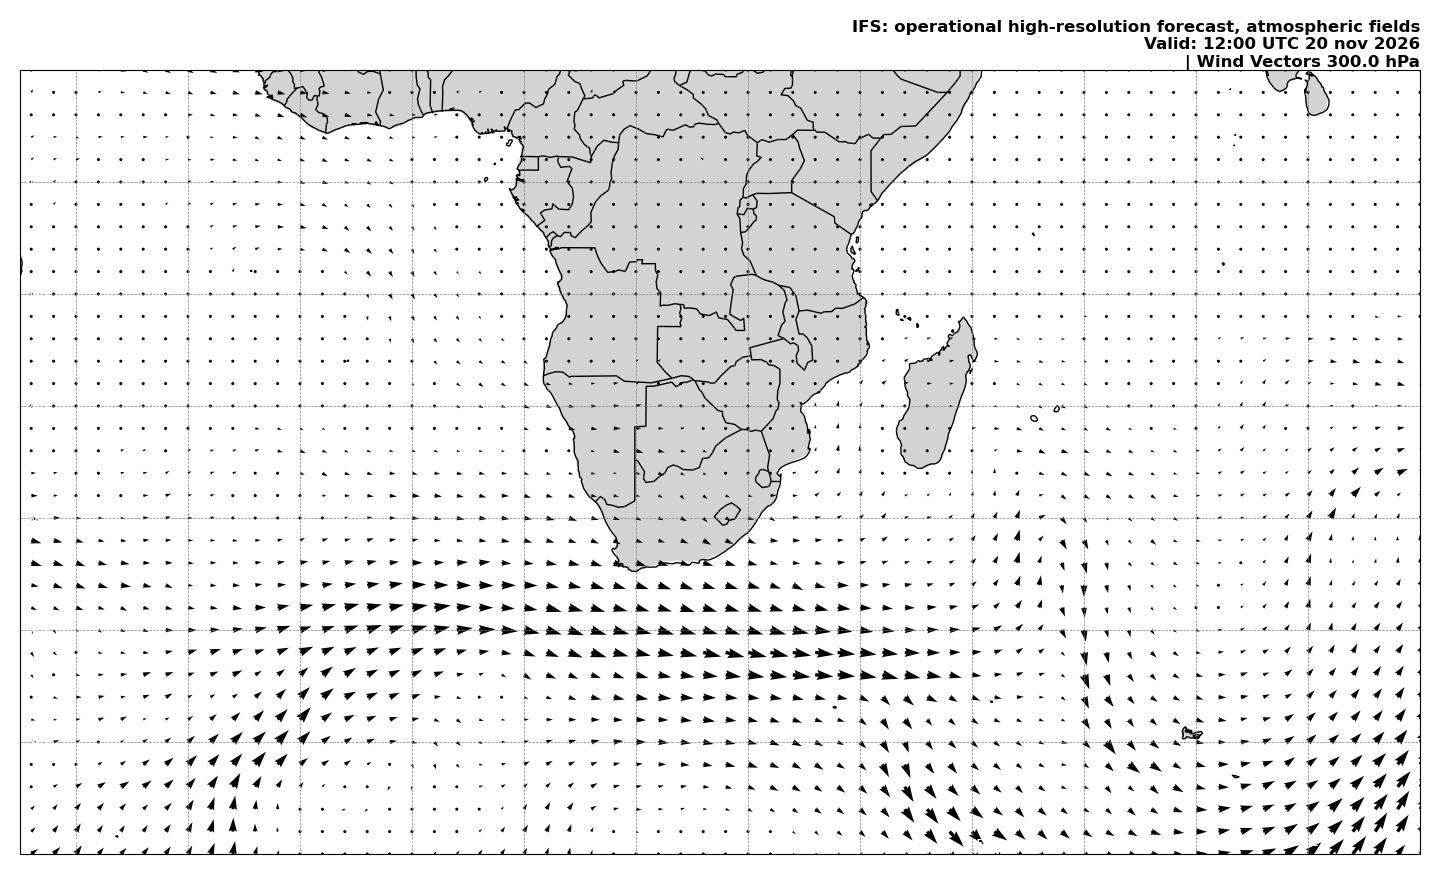 IFS: operational high-resolution forecast, atmospheric fields
Valid: 12:00 UTC 20 nov 2026
| Wind Vectors 300.0 hPa